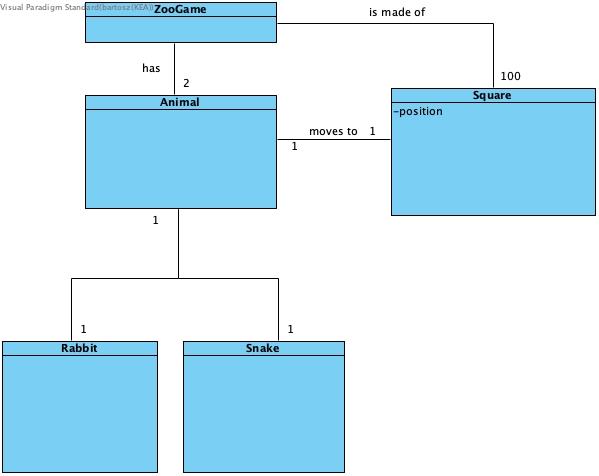 Visual Paradigm Standard(bartosz(KEA))
ZooGame
is made of
has
2
100
Animal
Square
-position
moves to
1
1
1
1
1
Rabbit
Snake